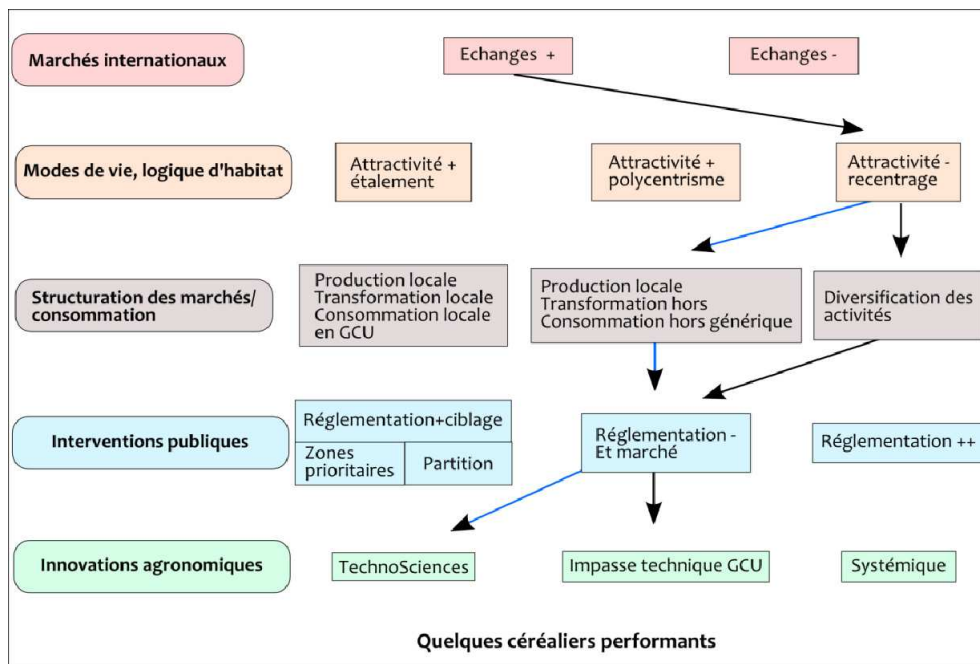 Marchés internationaux
Echanges +
Echanges -
Modes de vie, logique d'habitat
Attractivité +
étalement
Attractivité +
polycentrisme
Attractivité -
recentrage
Structuration des marchés/
consommation
Production locale
Transformation locale
Consommation locale
en GCU
Production locale
Transformation hors
Consommation hors générique
Diversification des
activités
Interventions publiques
Réglementation+ciblage
Zones
prioritaires
Partition
Réglementation -
Et marché
Réglementation ++
Innovations agronomiques
TechnoSciences
Impasse technique GCU
Systémique
Quelques céréaliers performants